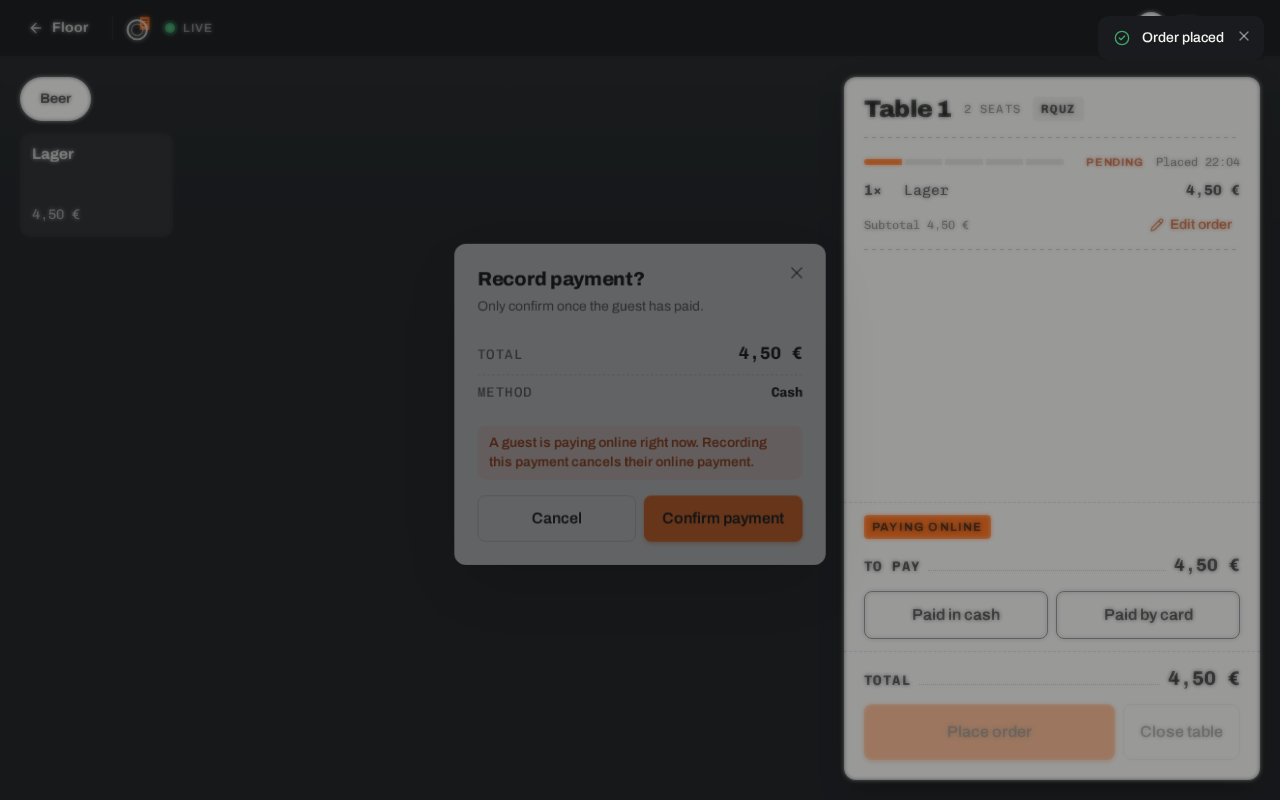 Floor
LIVE
Order placed
Beer
Lager
4,50 €
Table 1 2 SEATS RQUZ
PENDING Placed 22:04
1× Lager 4,50 €
Subtotal 4,50 €
Edit order
Record payment?
Only confirm once the guest has paid.
TOTAL 4,50 €
METHOD Cash
A guest is paying online right now. Recording
this payment cancels their online payment.
Cancel
Confirm payment
PAYING ONLINE
TO PAY 4,50 €
Paid in cash
Paid by card
TOTAL 4,50 €
Place order
Close table